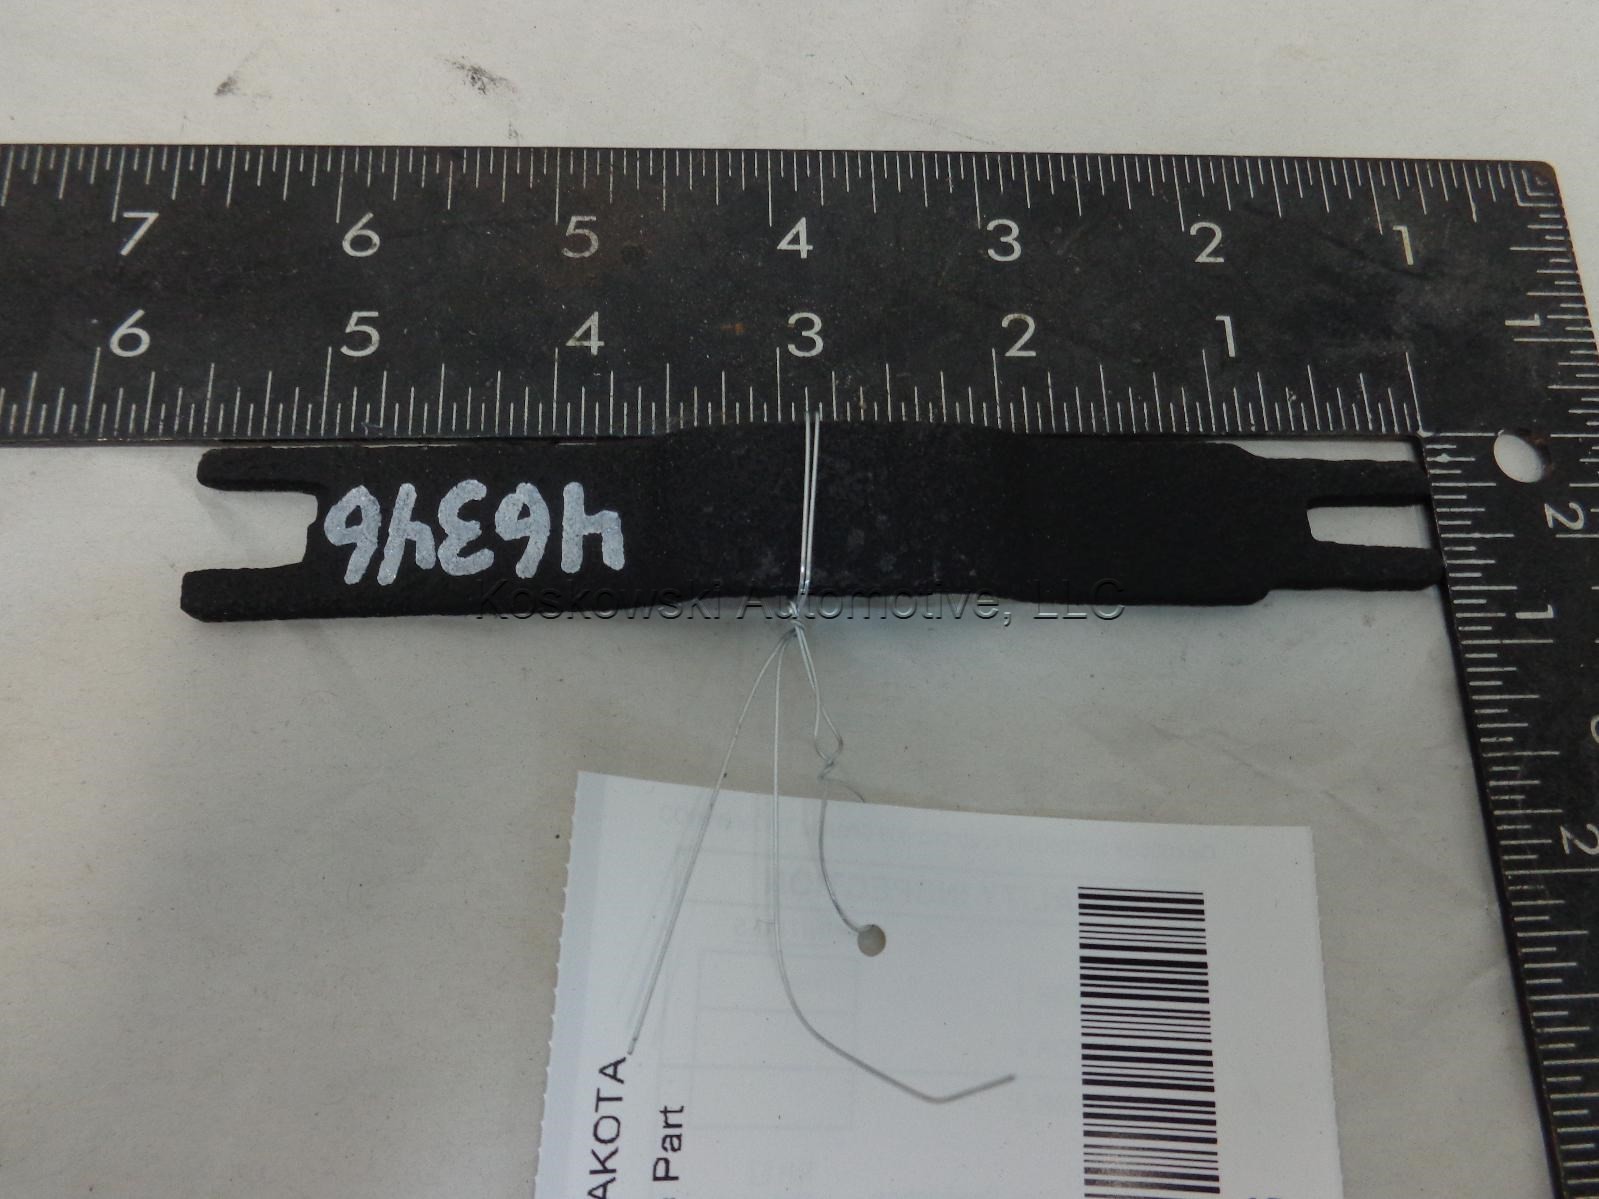 7 6 5 4 3 2 1
6 5 4 3 2 1
1
2
1
2
46346
Koskowski Automotive, LLC
AKOTA
Part